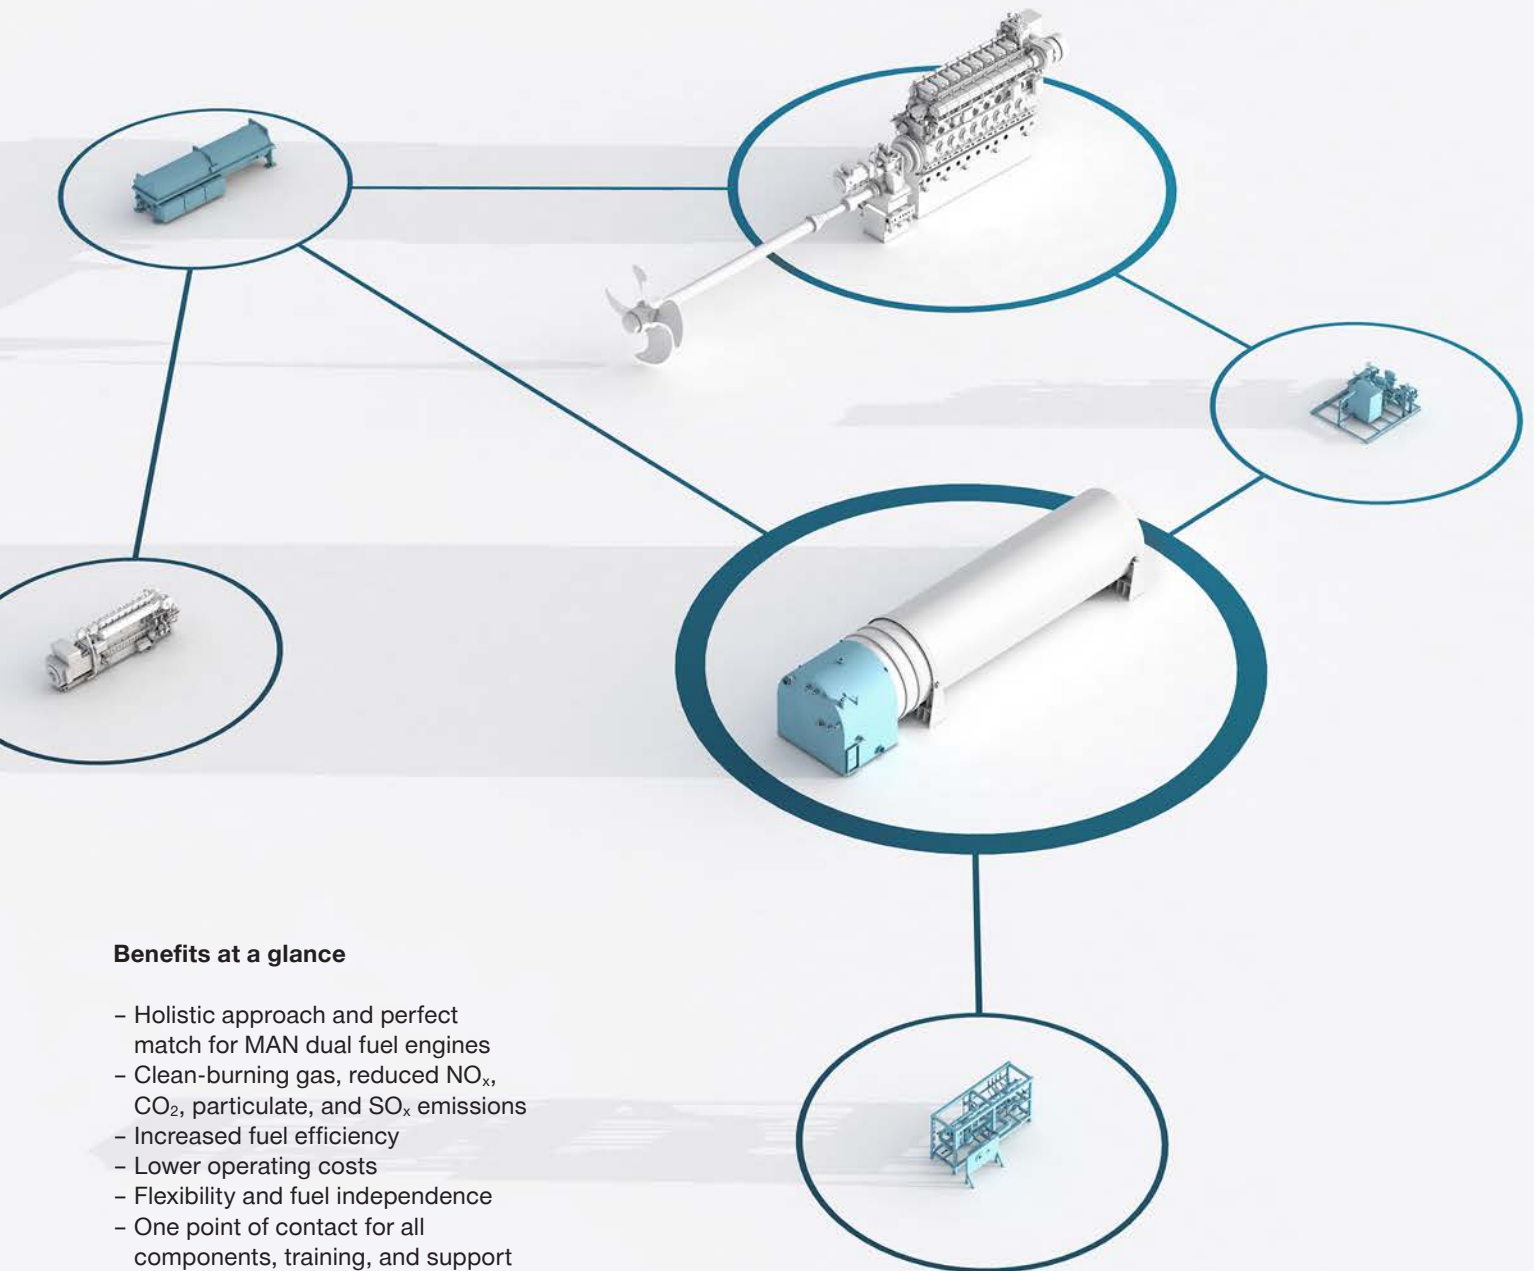 Benefits at a glance
– Holistic approach and perfect
match for MAN dual fuel engines
– Clean-burning gas, reduced NOₓ,
CO₂, particulate, and SOₓ emissions
– Increased fuel efficiency
– Lower operating costs
– Flexibility and fuel independence
– One point of contact for all
components, training, and support